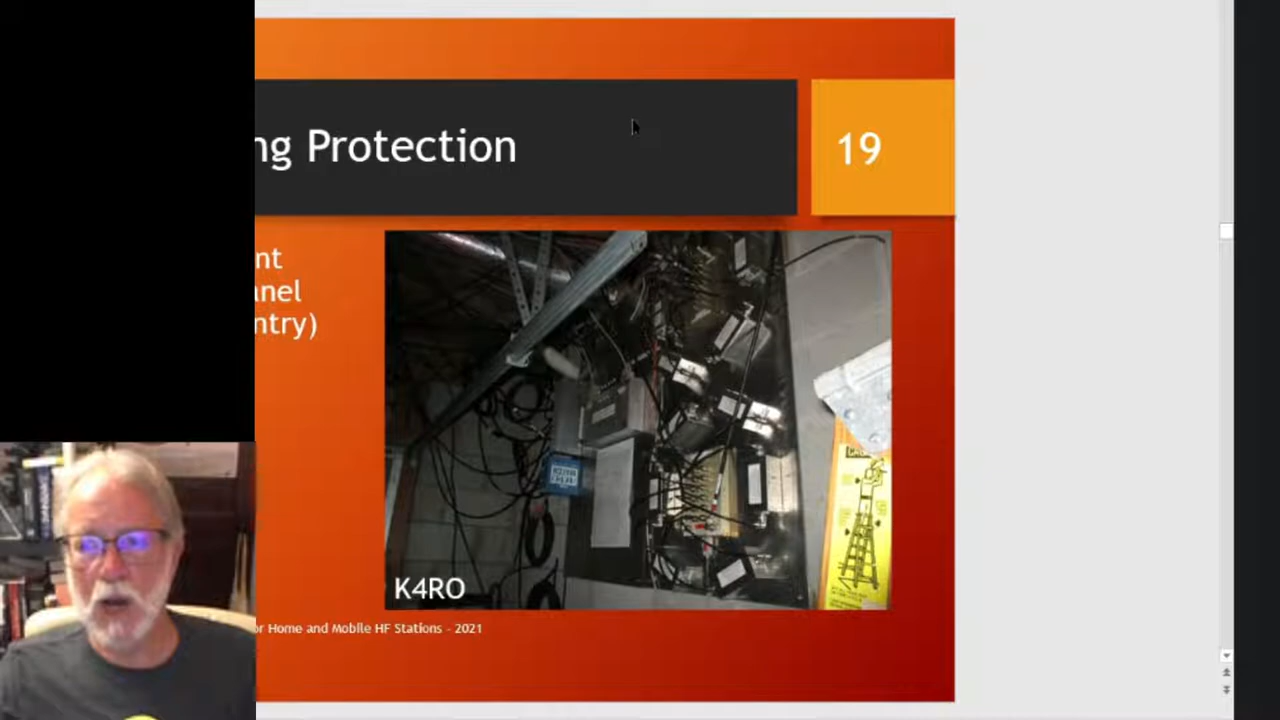 ng Protection
19
nt
anel
ntry)
K4RO
or Home and Mobile HF Stations - 2021